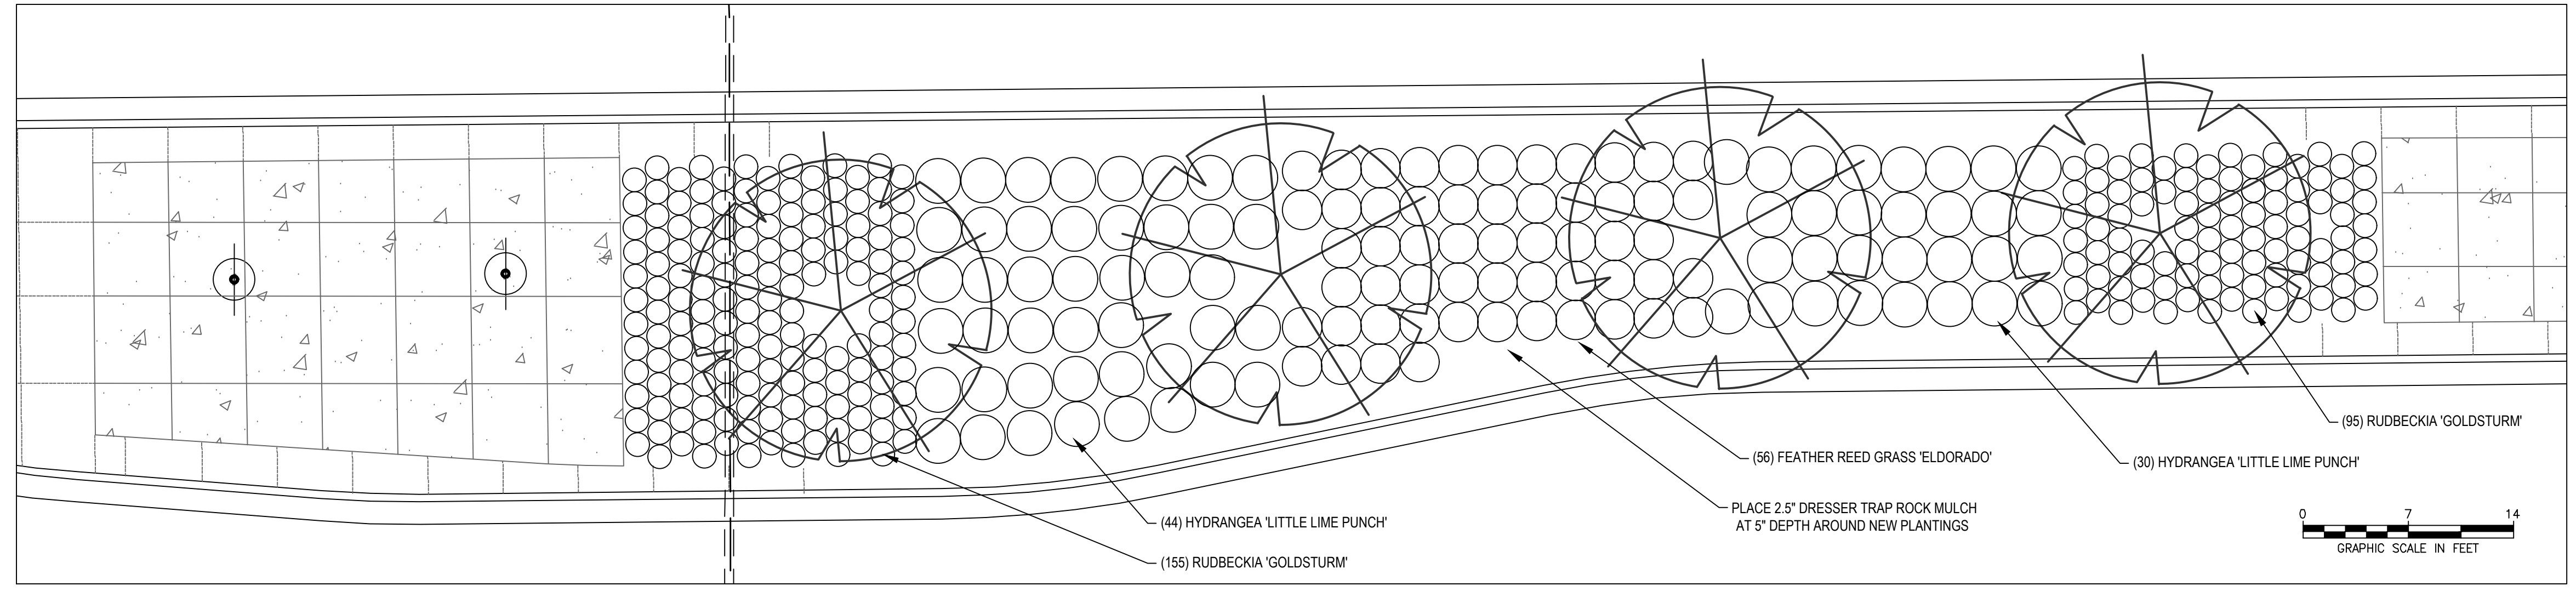 (95) RUDBECKIA 'GOLDSTURM'
(56) FEATHER REED GRASS 'ELDORADO'
(30) HYDRANGEA 'LITTLE LIME PUNCH'
PLACE 2.5" DRESSER TRAP ROCK MULCH
AT 5" DEPTH AROUND NEW PLANTINGS
(44) HYDRANGEA 'LITTLE LIME PUNCH'
(155) RUDBECKIA 'GOLDSTURM'
0 7 14
GRAPHIC SCALE IN FEET